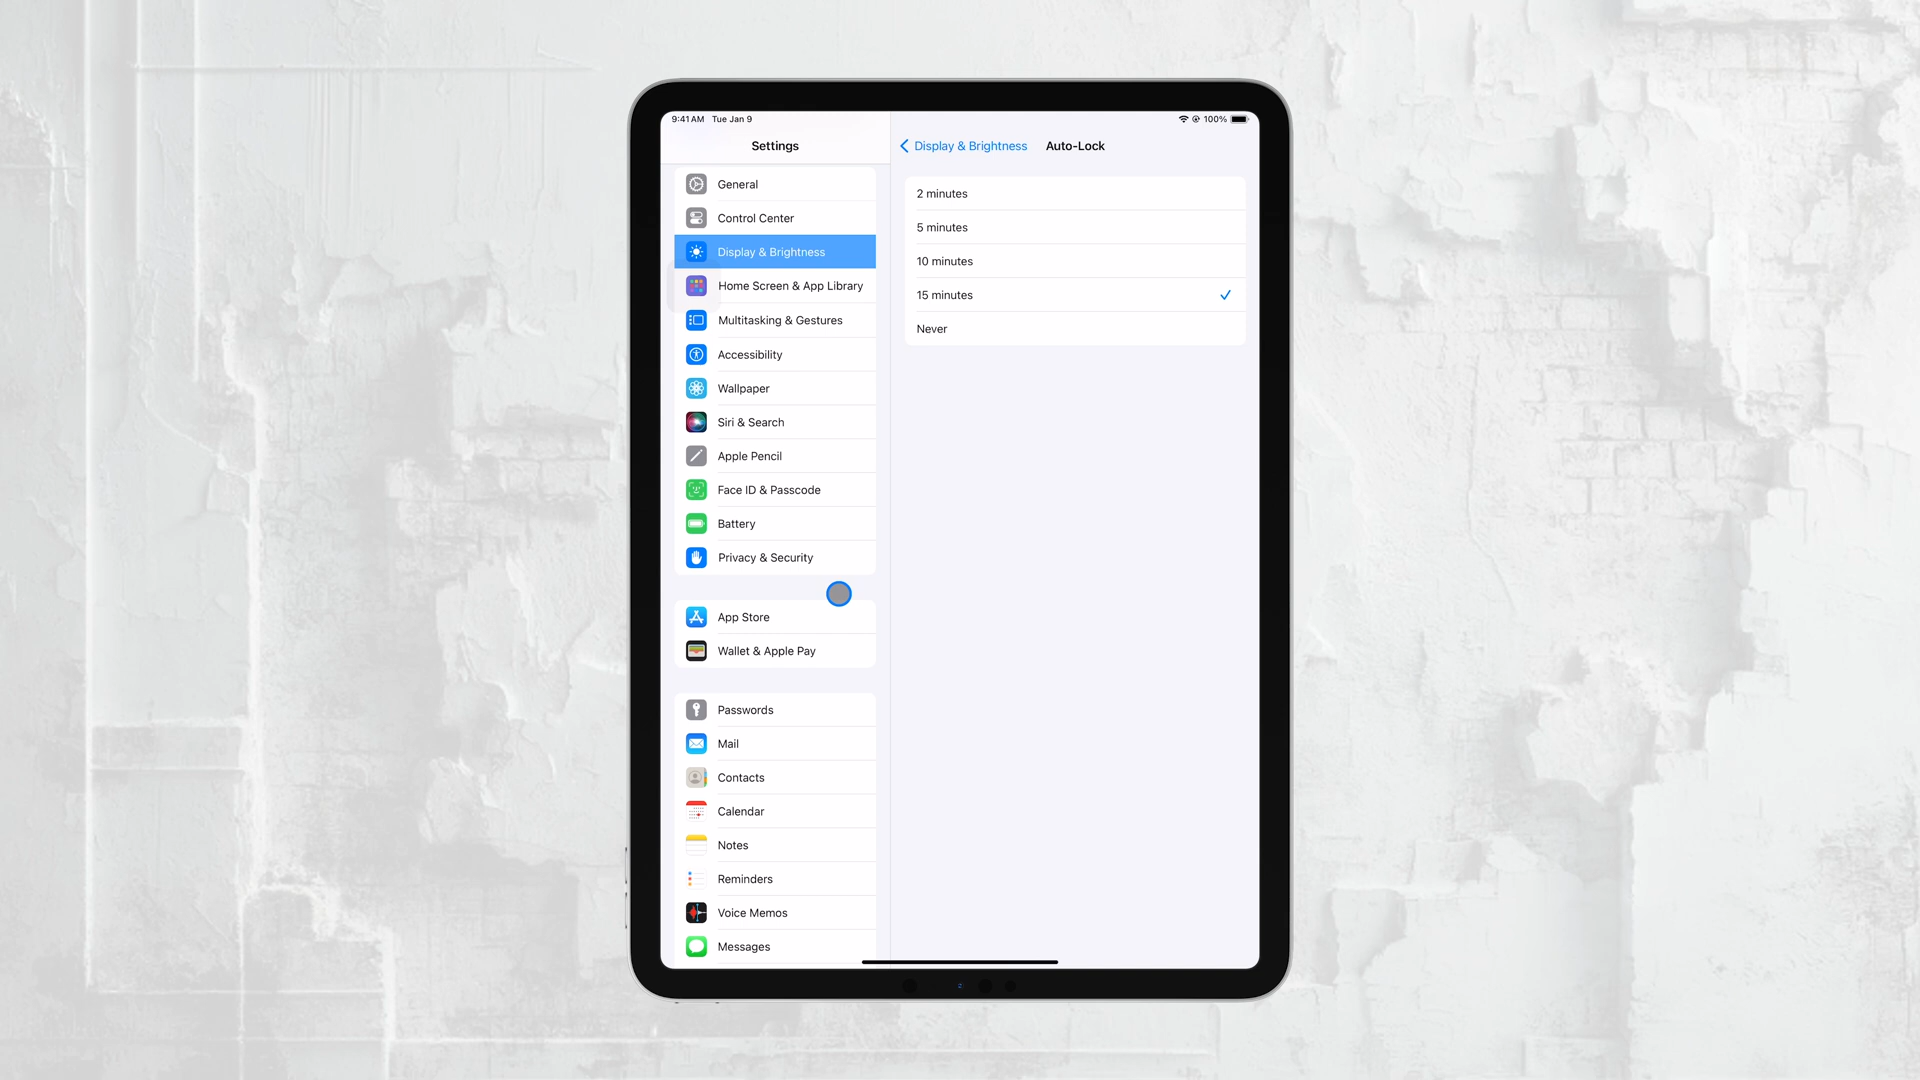 9:41 AM Tue Jan 9
100%
Settings
Display & Brightness
Auto-Lock
General
Control Center
Display & Brightness
Home Screen & App Library
Multitasking & Gestures
Accessibility
Wallpaper
Siri & Search
Apple Pencil
Face ID & Passcode
Battery
Privacy & Security
App Store
Wallet & Apple Pay
Passwords
Mail
Contacts
Calendar
Notes
Reminders
Voice Memos
Messages
2 minutes
5 minutes
10 minutes
15 minutes
Never